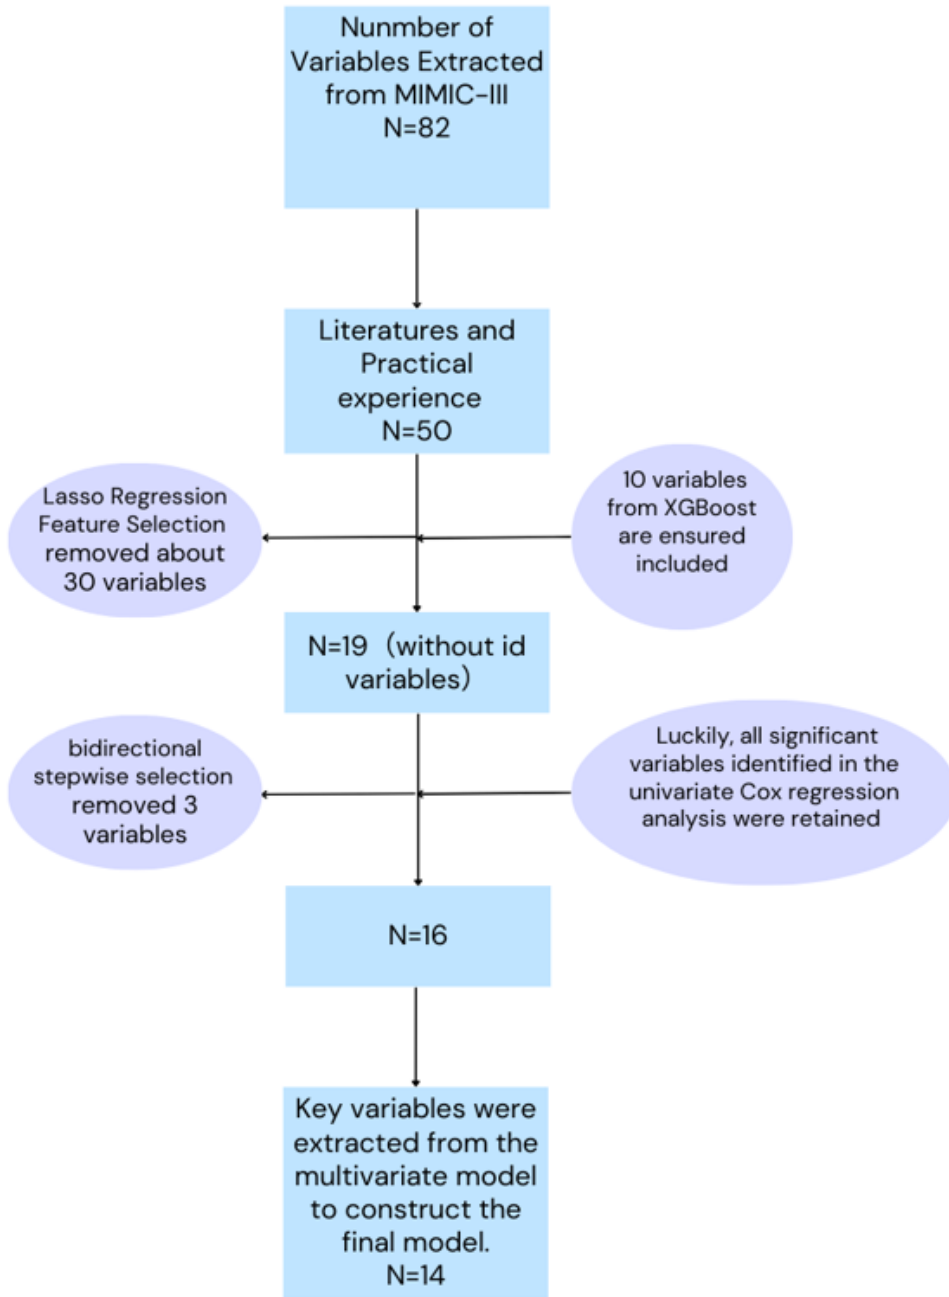 Nunmber of
Variables Extracted
from MIMIC-III
N=82
Literatures and
Practical
experience
N=50
Lasso Regression
Feature Selection
removed about
30 variables
10 variables
from XGBoost
are ensured
included
N=19（without id
variables）
bidirectional
stepwise selection
removed 3
variables
Luckily, all significant
variables identified in the
univariate Cox regression
analysis were retained
N=16
Key variables were
extracted from the
multivariate model
to construct the
final model.
N=14